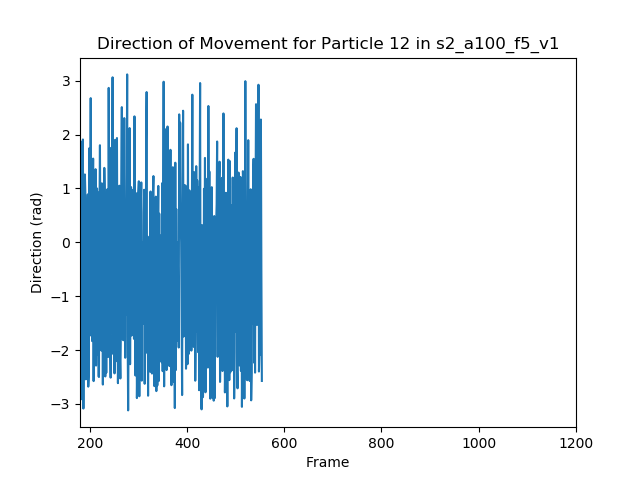 Direction of Movement for Particle 12 in s2_a100_f5_v1
3
2
1
0
−1
−2
−3
Direction (rad)
200 400 600 800 1000 1200
Frame